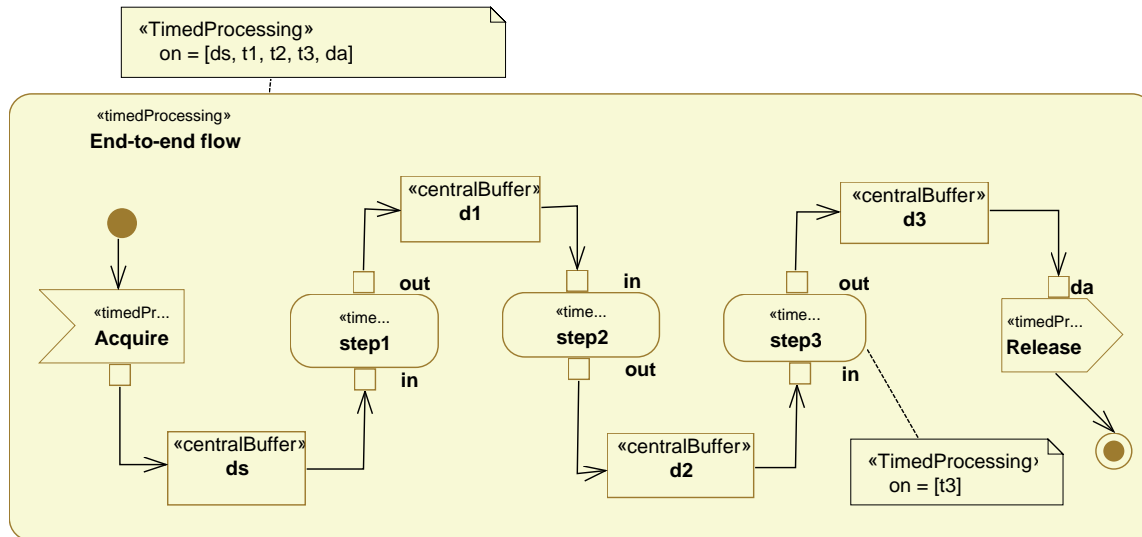 «TimedProcessing»
on = [ds, t1, t2, t3, da]
«timedProcessing»
End-to-end flow
«timedPr...
Acquire
«centralBuffer»
ds
«time...
step1
out
in
«centralBuffer»
d1
«time...
step2
in
out
«centralBuffer»
d2
«time...
step3
out
in
«centralBuffer»
d3
da
«timedPr...
Release
«TimedProcessing»
on = [t3]